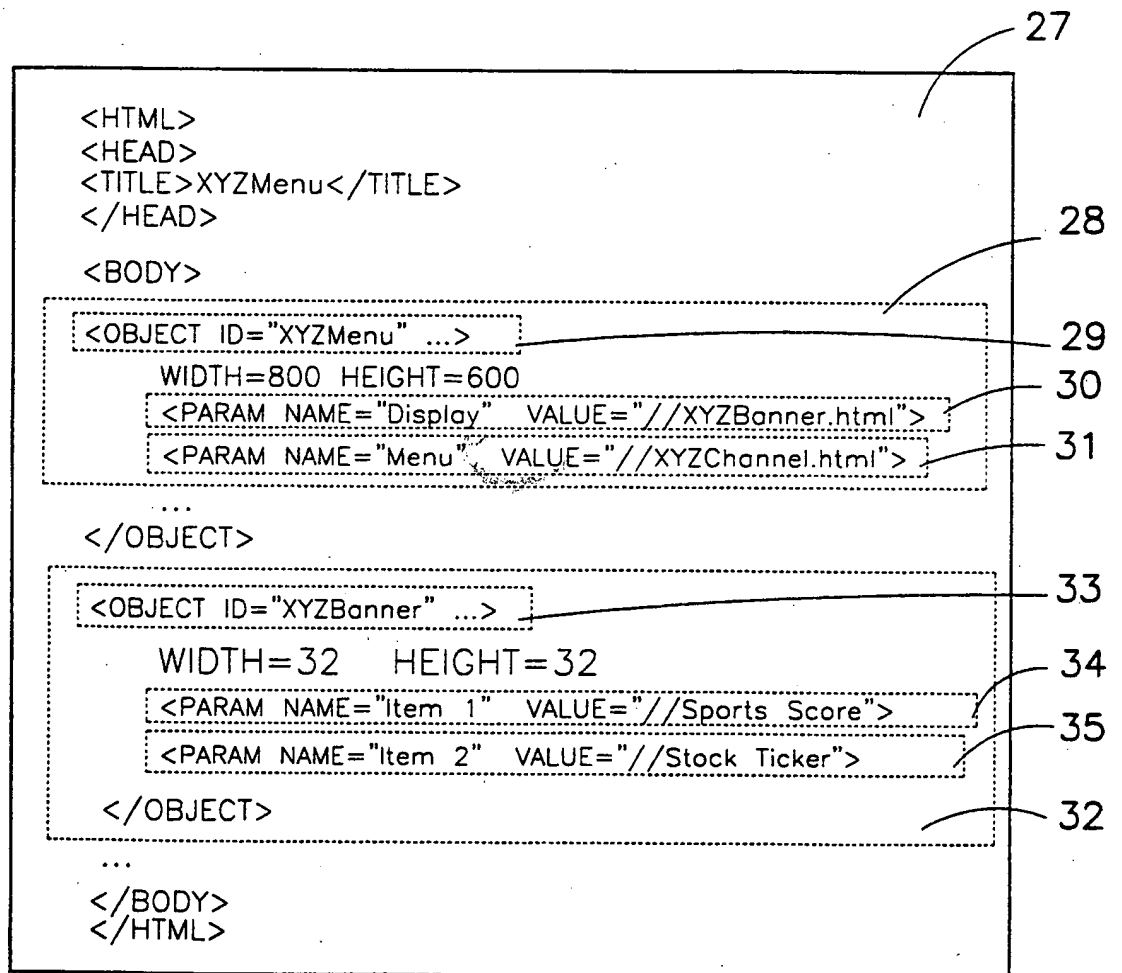 27
<HTML>
<HEAD>
<TITLE>XYZMenu</TITLE>
</HEAD>
28
<BODY>
<OBJECT ID="XYZMenu" ...> 29
WIDTH=800 HEIGHT=600 30
<PARAM NAME="Display" VALUE="//XYZBanner.html">
<PARAM NAME="Menu" VALUE="//XYZChannel.html"> 31
...
</OBJECT>
<OBJECT ID="XYZBanner" ...> 33
WIDTH=32 HEIGHT=32 34
<PARAM NAME="Item 1" VALUE="//Sports Score">
<PARAM NAME="Item 2" VALUE="//Stock Ticker"> 35
</OBJECT> 32
...
</BODY>
</HTML>